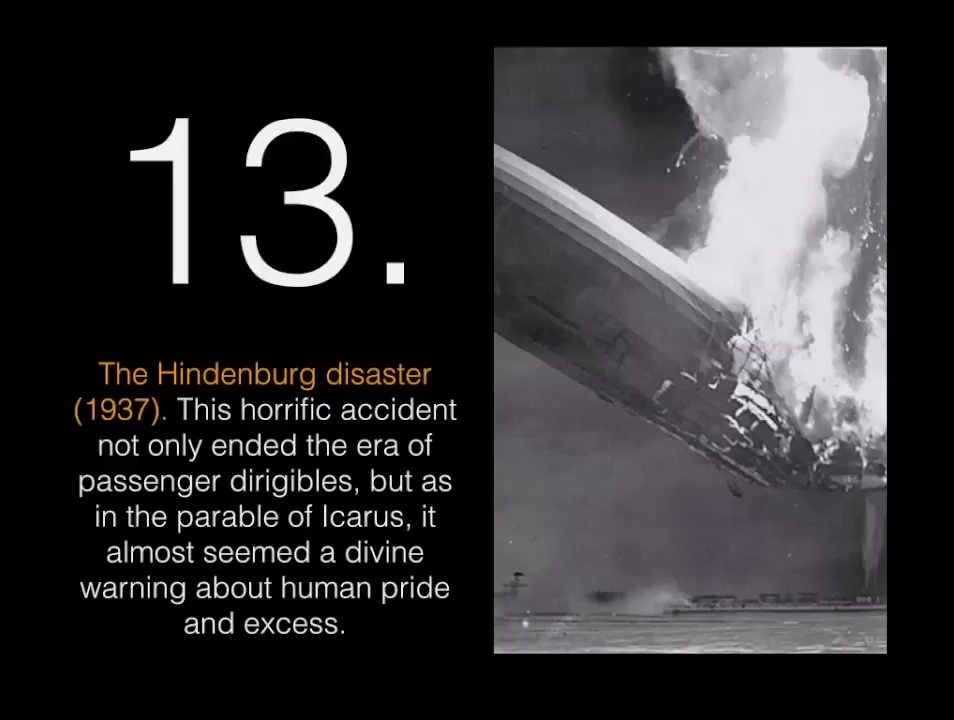 13.
The Hindenburg disaster
(1937). This horrific accident
not only ended the era of
passenger dirigibles, but as
in the parable of Icarus, it
almost seemed a divine
warning about human pride
and excess.